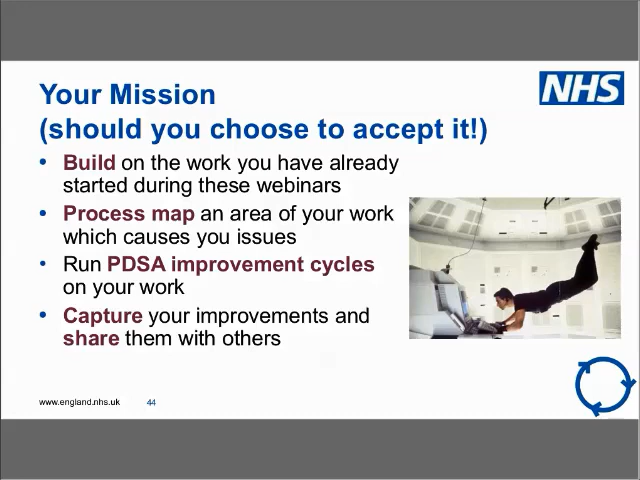 Your Mission
NHS
(should you choose to accept it!)
• Build on the work you have already
started during these webinars
• Process map an area of your work
which causes you issues
• Run PDSA improvement cycles
on your work
• Capture your improvements and
share them with others
www.england.nhs.uk 44